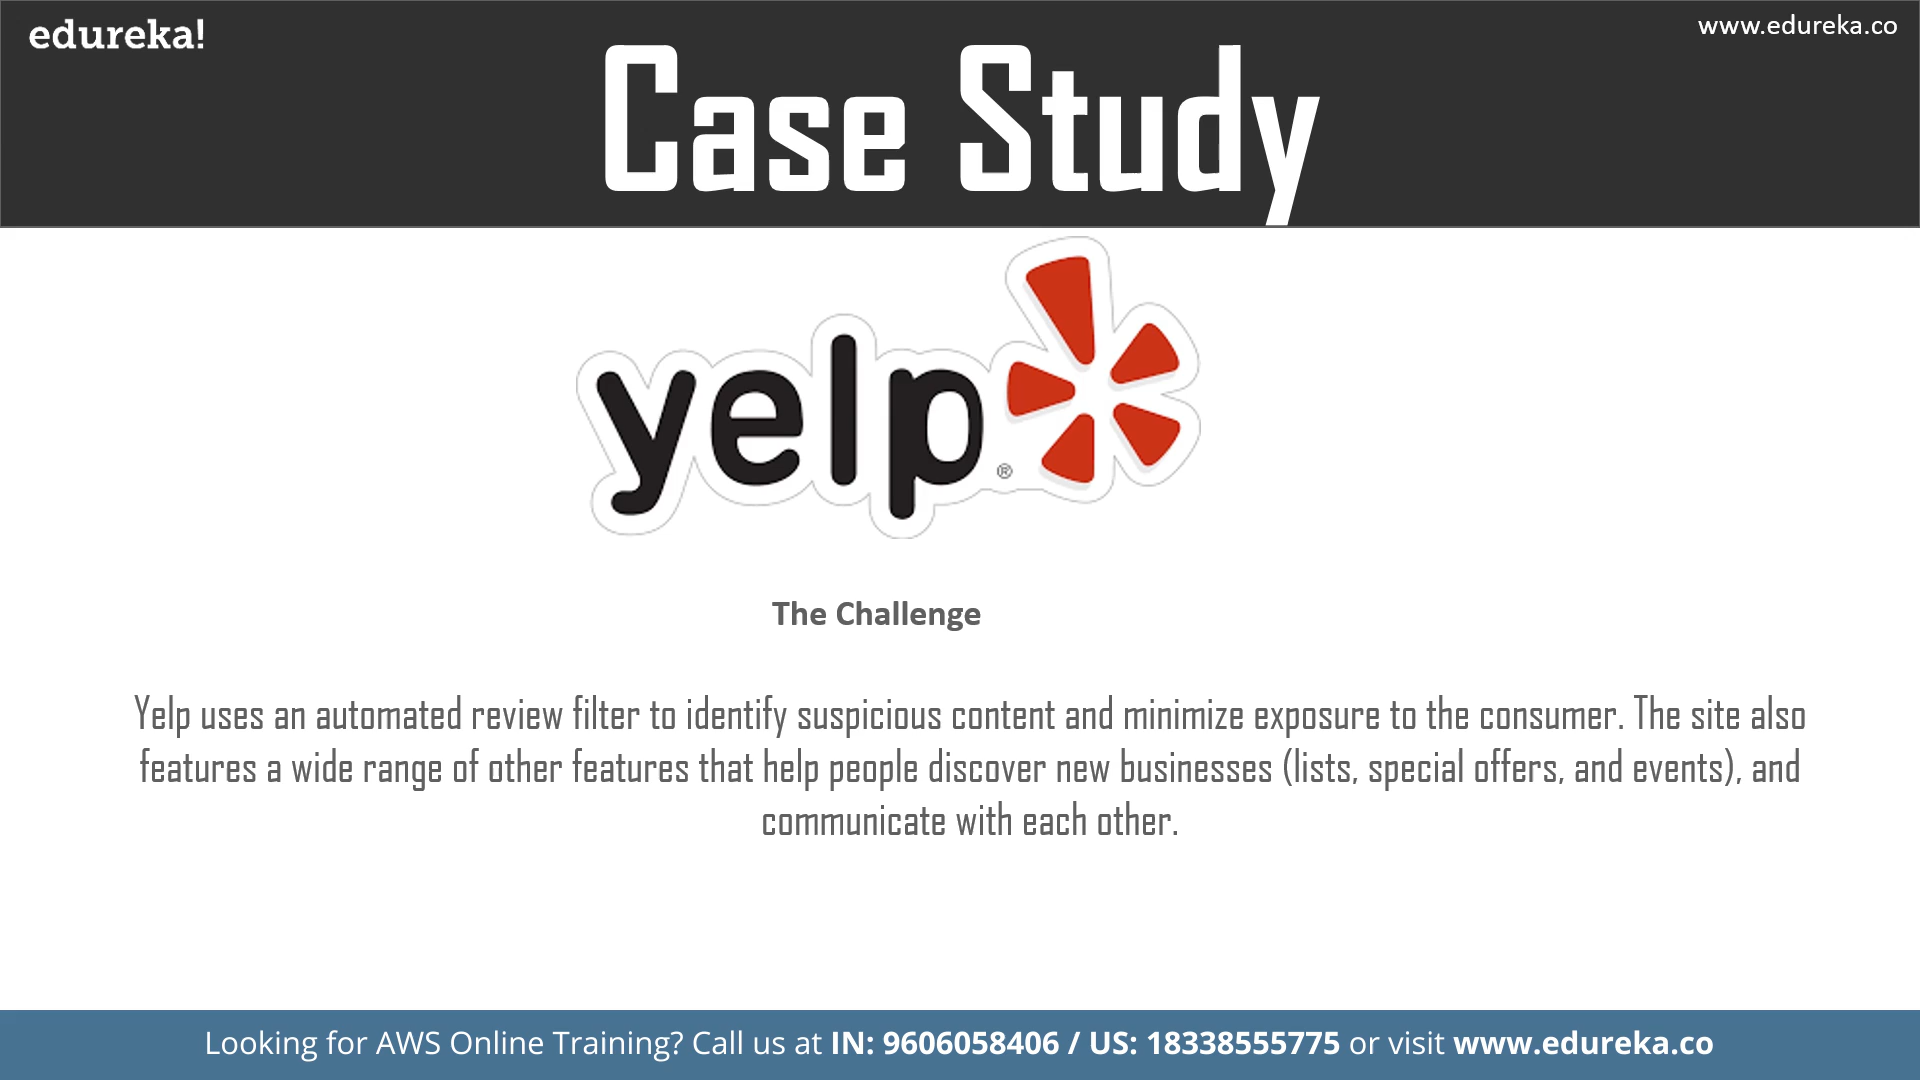 edureka!
www.edureka.co
Case Study
yelp®
The Challenge
Yelp uses an automated review filter to identify suspicious content and minimize exposure to the consumer. The site also
features a wide range of other features that help people discover new businesses (lists, special offers, and events), and
communicate with each other.
Looking for AWS Online Training? Call us at IN: 9606058406 / US: 18338555775 or visit www.edureka.co